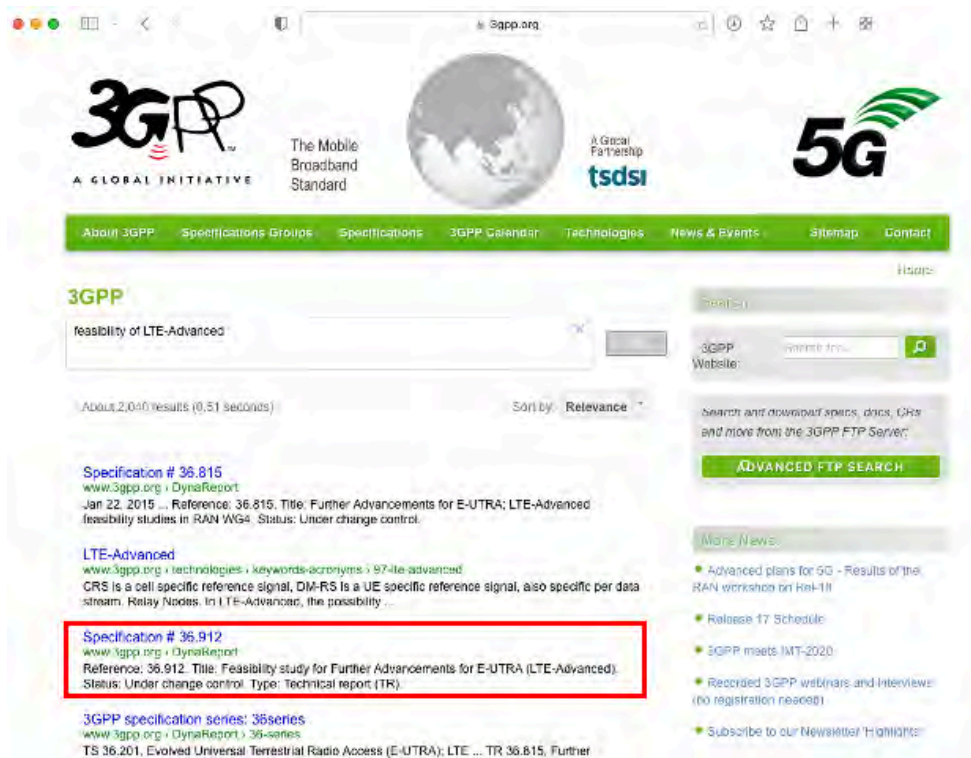 3gpp.org
3GPP
A GLOBAL INITIATIVE
The Mobile
Broadband
Standard
A Global
Partnership
tsdsi
5G
About 3GPP Specifications Groups Specifications 3GPP Calendar Technologies News & Events Sitemap Contact
Home
3GPP
Search
feasibility of LTE-Advanced
3GPP
Website:
About 2,040 results (0.51 seconds)
Sort by: Relevance
Search and download specs, docs, CRs
and more from the 3GPP FTP Server:
ADVANCED FTP SEARCH
Specification # 36.815
www.3gpp.org › DynaReport
Jan 22, 2015 ... Reference: 36.815. Title: Further Advancements for E-UTRA; LTE-Advanced
feasibility studies in RAN WG4. Status: Under change control.
LTE-Advanced
www.3gpp.org › technologies › keywords-acronyms › 97-lte-advanced
CRS is a cell specific reference signal, DM-RS is a UE specific reference signal, also specific per data
stream. Relay Nodes. In LTE-Advanced, the possibility ...
Specification # 36.912
www.3gpp.org › DynaReport
Reference: 36.912. Title: Feasibility study for Further Advancements for E-UTRA (LTE-Advanced).
Status: Under change control. Type: Technical report (TR).
3GPP specification series: 36series
www.3gpp.org › DynaReport › 36-series
TS 36.201, Evolved Universal Terrestrial Radio Access (E-UTRA); LTE ... TR 36.815, Further
More News
Advanced plans for 5G - Results of the
RAN workshop on Rel-18
Release 17 Schedule
3GPP meets IMT-2020
Recorded 3GPP webinars and Interviews
(no registration needed)
Subscribe to our Newsletter 'Highlights'